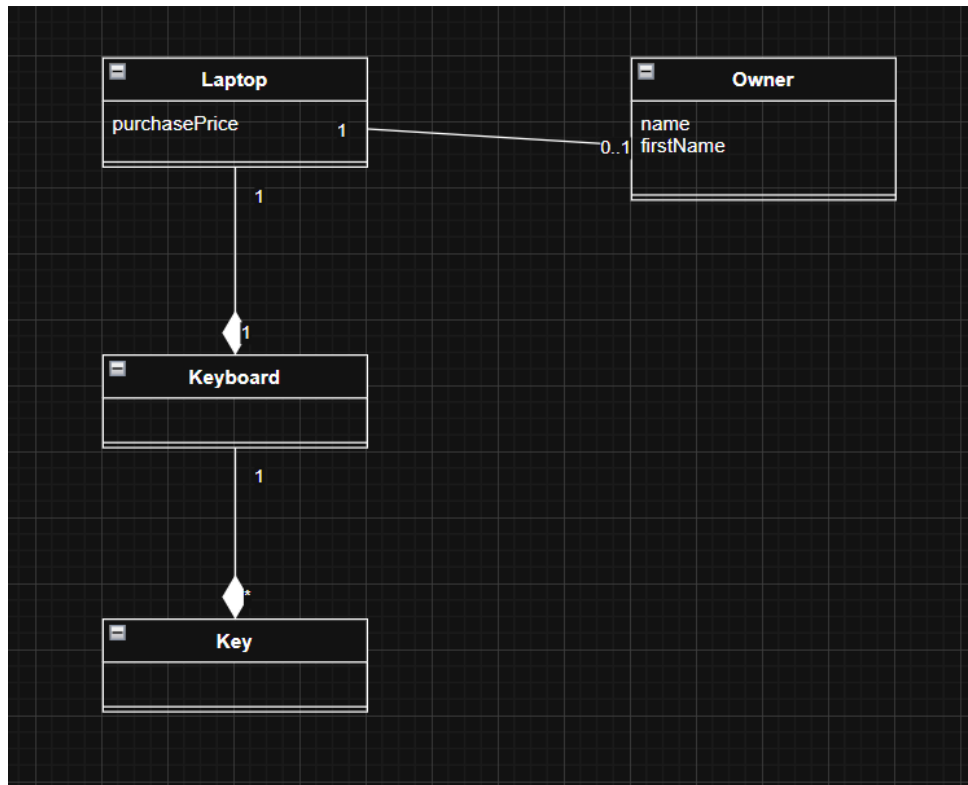 Laptop
purchasePrice
1
1
Owner
name
firstName
0..1
1
Keyboard
1
*
Key